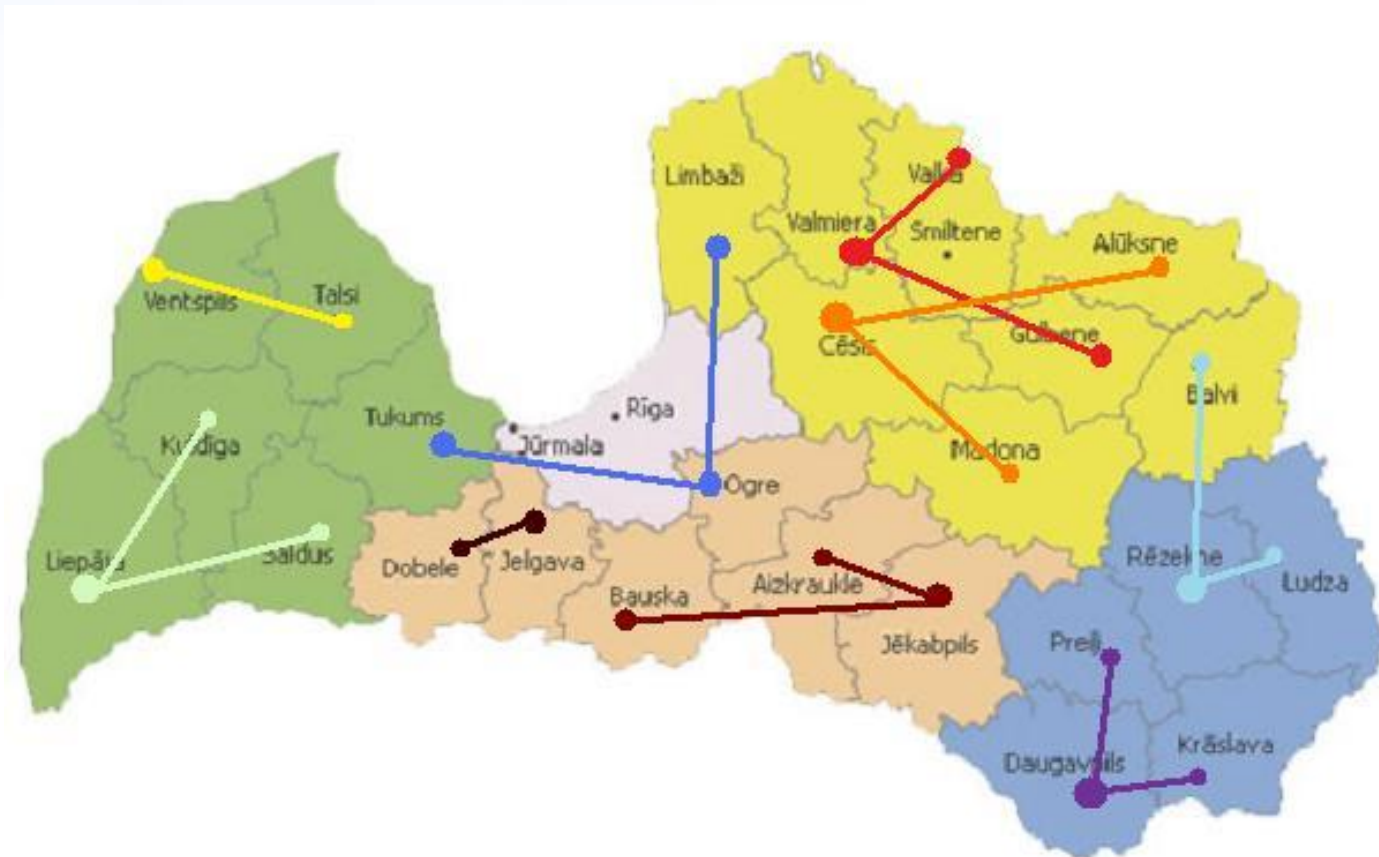 Limbaži
Valka
Valmiera
Smiltene
Alūksne
Ventspils
Talsi
Cēsis
Gulbene
Balvi
Rīga
Tukums
Jūrmala
Kuldīga
Madona
Ogre
Liepāja
Saldus
Dobele
Jelgava
Bauska
Aizkraukle
Rēzekne
Ludza
Jēkabpils
Preiļi
Daugavpils
Krāslava